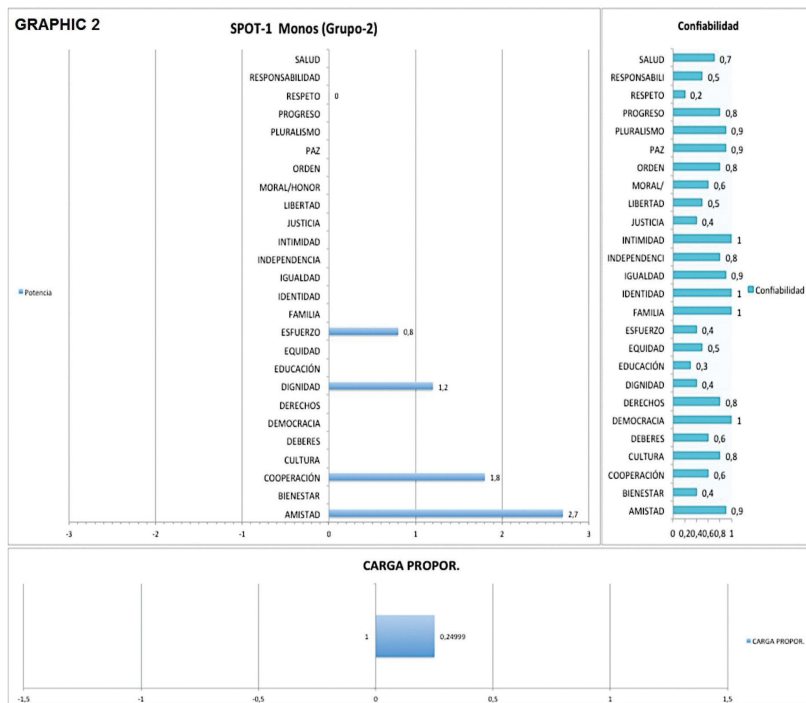 GRAPHIC 2
SPOT-1 Monos (Grupo-2)
SALUD
RESPONSABILIDAD
RESPETO 0
PROGRESO
PLURALISMO
PAZ
ORDEN
MORAL/HONOR
LIBERTAD
JUSTICIA
INTIMIDAD
INDEPENDENCIA
IGUALDAD
IDENTIDAD
FAMILIA
ESFUERZO 0,8
EQUIDAD
EDUCACIÓN
DIGNIDAD 1,2
DERECHOS
DEMOCRACIA
DEBERES
CULTURA
COOPERACIÓN 1,8
BIENESTAR
AMISTAD 2,7
-3 -2 -1 0 1 2 3
Potencia
Confiabilidad
SALUD 0,7
RESPONSABILI 0,5
RESPETO 0,2
PROGRESO 0,8
PLURALISMO 0,9
PAZ 0,9
ORDEN 0,8
MORAL/ 0,6
LIBERTAD 0,5
JUSTICIA 0,4
INTIMIDAD 1
INDEPENDENCI 0,8
IGUALDAD 0,9
IDENTIDAD 1
FAMILIA 1
ESFUERZO 0,4
EQUIDAD 0,5
EDUCACIÓN 0,3
DIGNIDAD 0,4
DERECHOS 0,8
DEMOCRACIA 1
DEBERES 0,6
CULTURA 0,8
COOPERACIÓN 0,6
BIENESTAR 0,4
AMISTAD 0,9
0 0,20,40,60,8 1
Confiabilidad
CARGA PROPOR.
1 0,24999
-1,5 -1 -0,5 0 0,5 1 1,5
CARGA PROPOR.